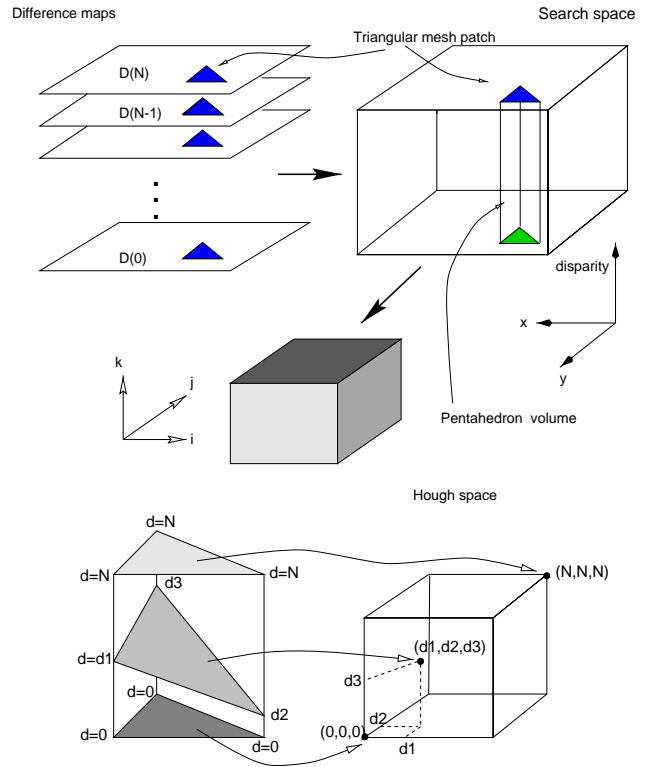 Difference maps
Search space
Triangular mesh patch
D(N)
D(N-1)
D(0)
disparity
x
y
k
j
i
Pentahedron volume
Hough space
d=N
d=N
d=N
d3
(N,N,N)
d=d1
(d1,d2,d3)
d3
d=0
d2
d2
d=0
(0,0,0)
d=0
d1